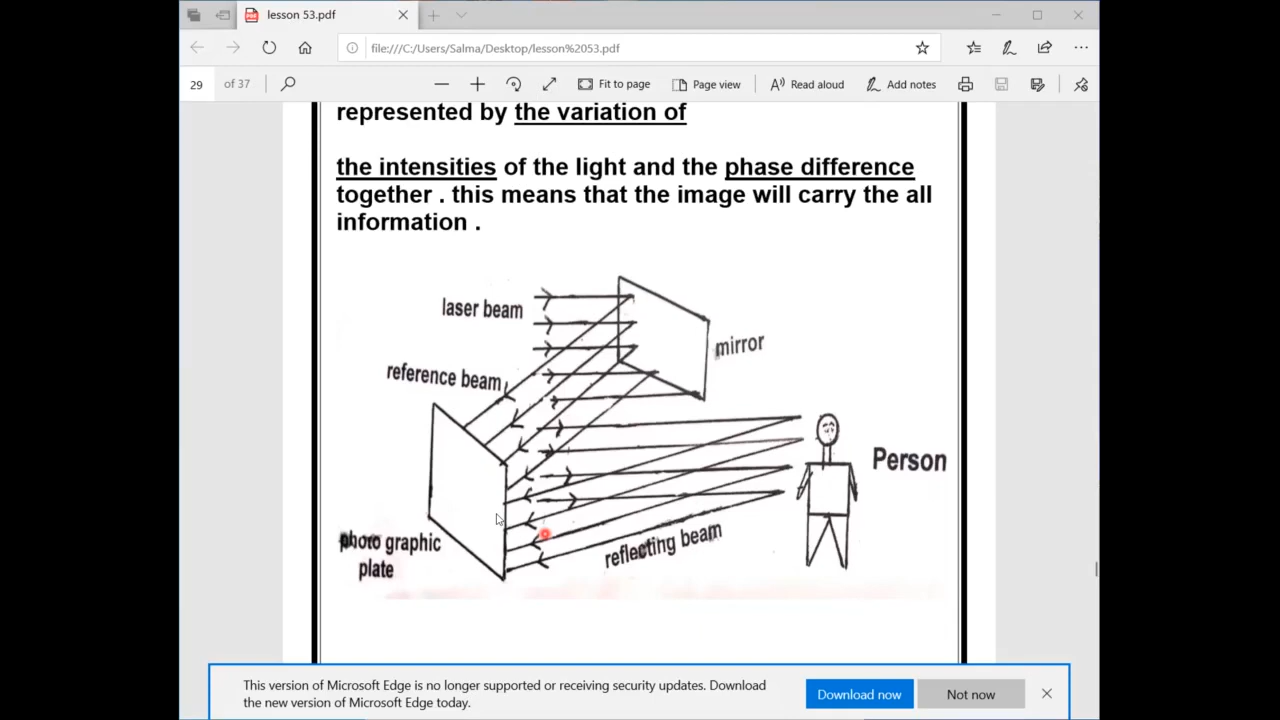 lesson 53.pdf
file:///C:/Users/Salma/Desktop/lesson%2053.pdf
29 of 37 Fit to page Page view Read aloud Add notes
represented by the variation of
the intensities of the light and the phase difference
together . this means that the image will carry the all
information .
laser beam
mirror
reference beam
Person
photo graphic
plate
reflecting beam
This version of Microsoft Edge is no longer supported or receiving security updates. Download
the new version of Microsoft Edge today.
Download now Not now